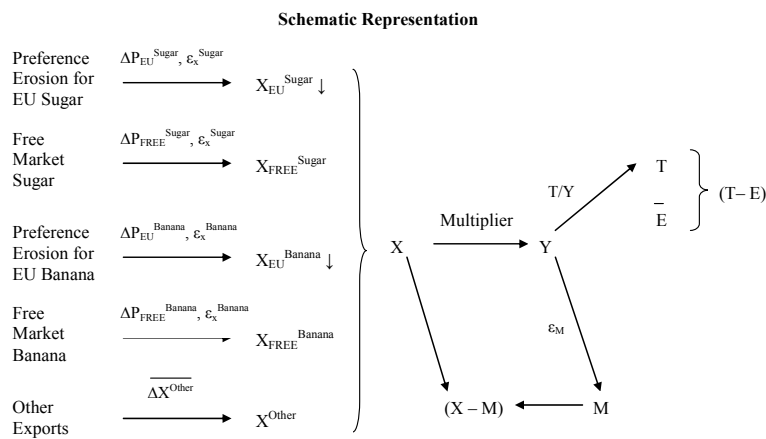 Schematic Representation
Preference
Erosion for
EU Sugar
ΔP_EU^Sugar, ε_x^Sugar
X_EU^Sugar ↓
Free
Market
Sugar
ΔP_FREE^Sugar, ε_x^Sugar
X_FREE^Sugar
Preference
Erosion for
EU Banana
ΔP_EU^Banana, ε_x^Banana
X_EU^Banana ↓
Free
Market
Banana
ΔP_FREE^Banana, ε_x^Banana
X_FREE^Banana
Other
Exports
Δ̅X̅^Other
X^Other
X
Multiplier
Y
T/Y
T
E̅
(T– E)
ε_M
M
(X – M)